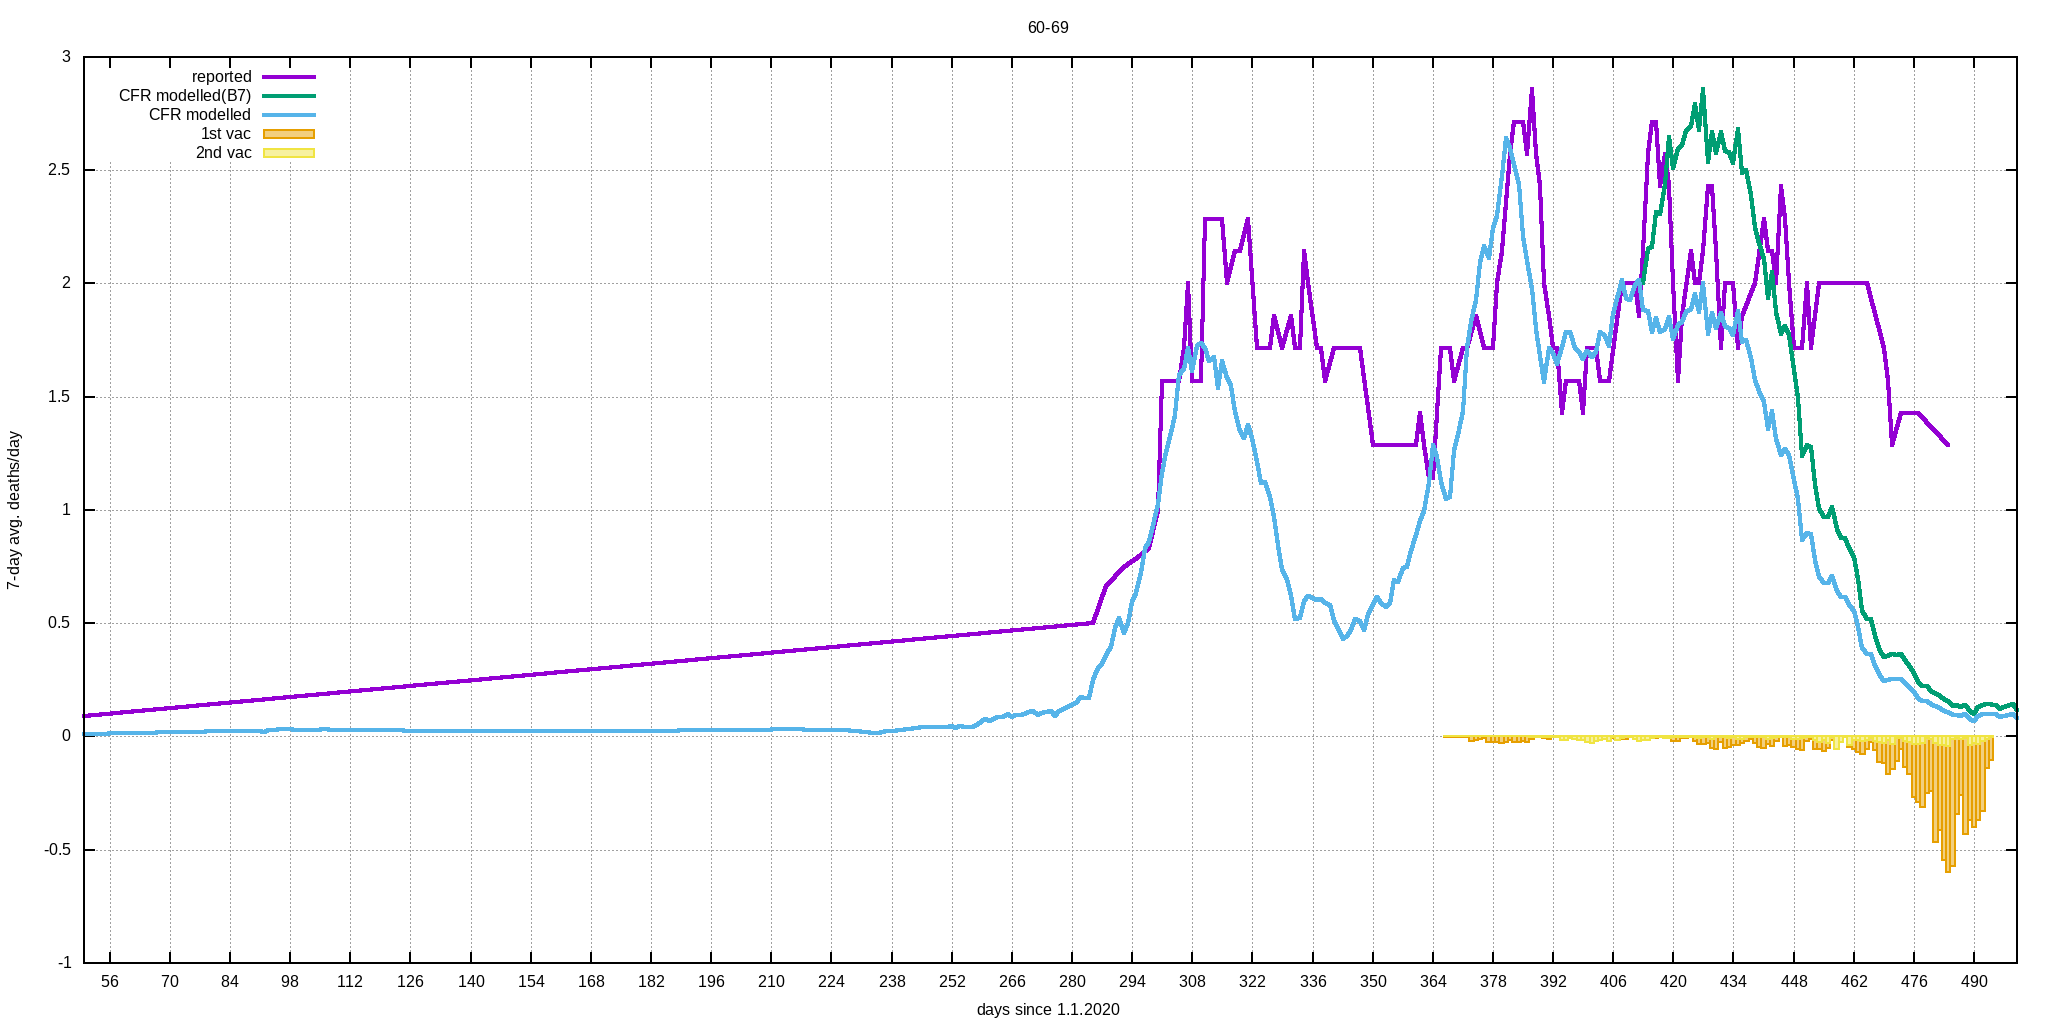 60-69
3
reported
CFR modelled(B7)
CFR modelled
1st vac
2nd vac
2.5
2
1.5
1
0.5
0
-0.5
-1
7-day avg. deaths/day
56 70 84 98 112 126 140 154 168 182 196 210 224 238 252 266 280 294 308 322 336 350 364 378 392 406 420 434 448 462 476 490
days since 1.1.2020